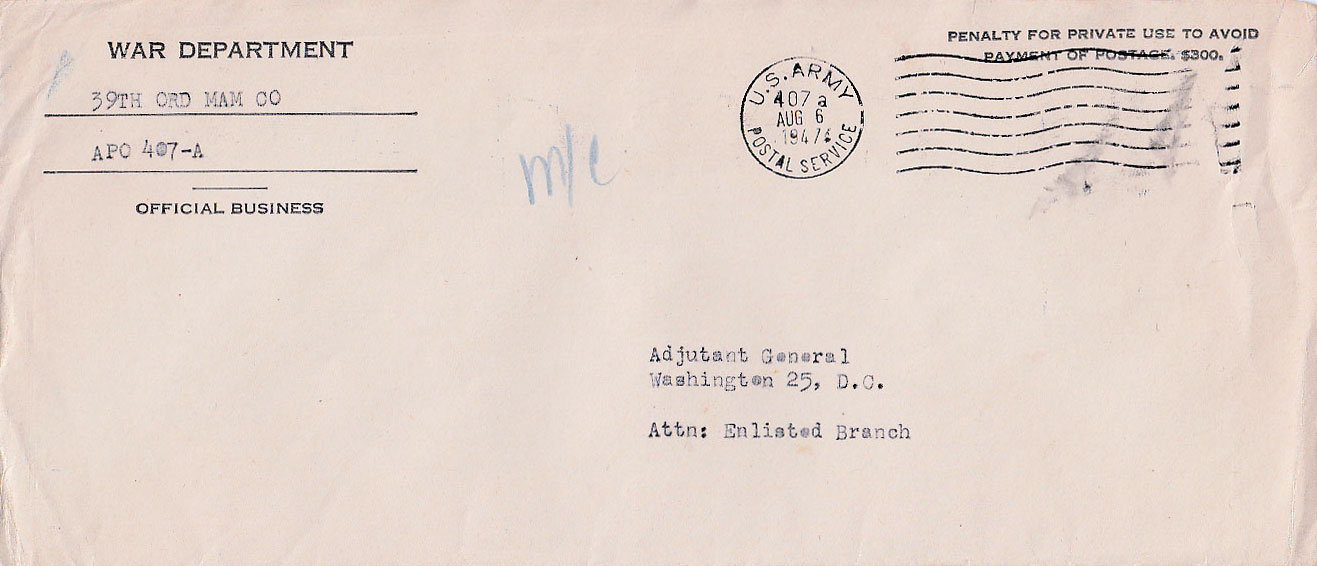 WAR DEPARTMENT
39TH ORD MAM CO
APO 407-A
OFFICIAL BUSINESS
m/c
U.S. ARMY
407 a
AUG 6
1947
POSTAL SERVICE
PENALTY FOR PRIVATE USE TO AVOID
PAYMENT OF POSTAGE, $300.
Adjutant General
Washington 25, D.C.
Attn: Enlisted Branch